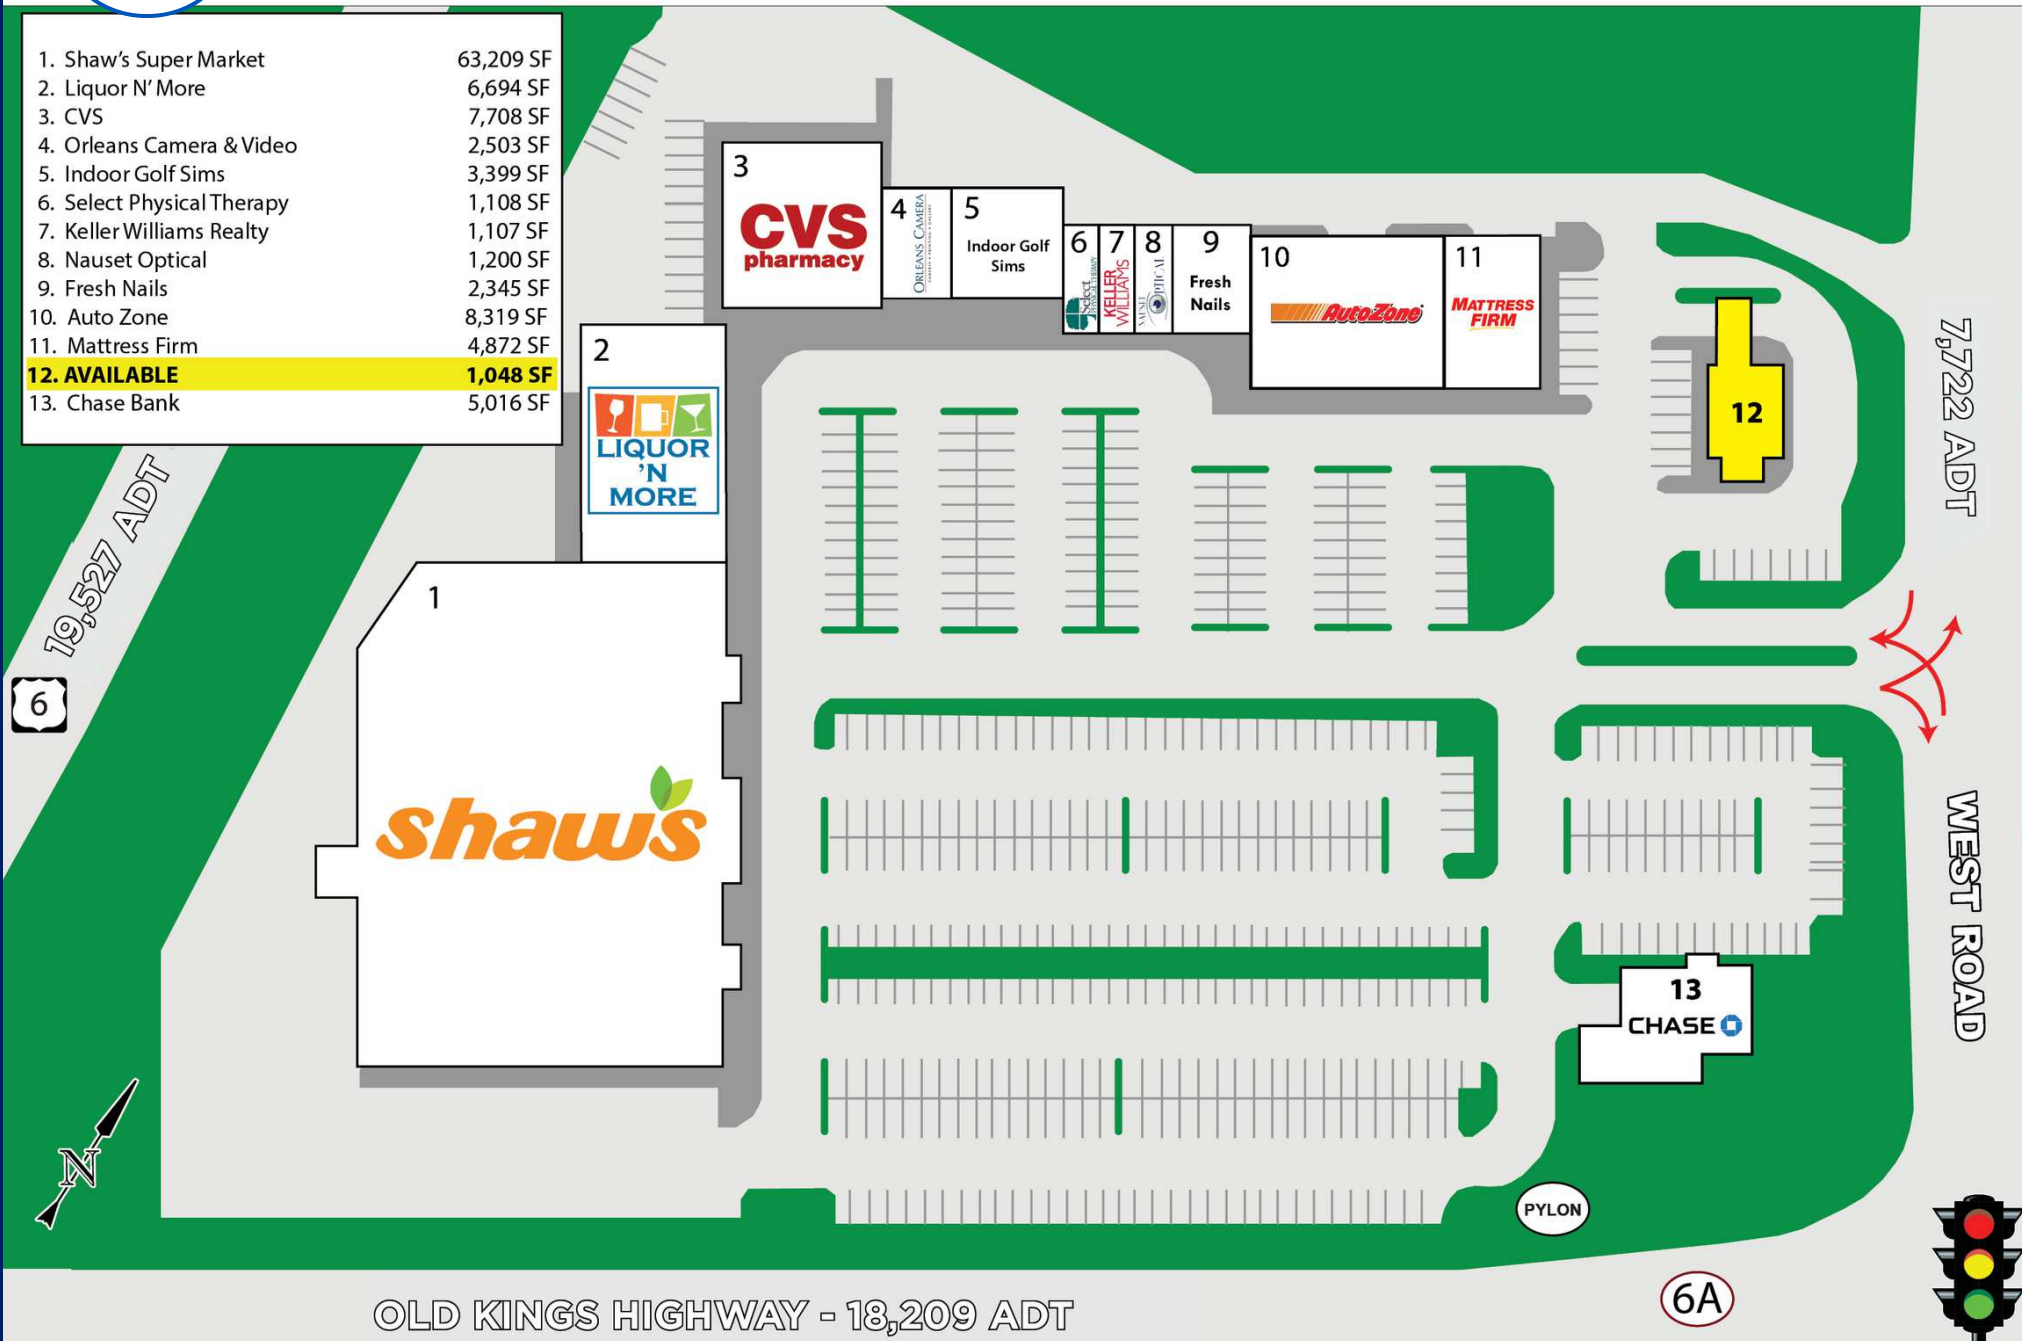 1. Shaw's Super Market 63,209 SF
2. Liquor N' More 6,694 SF
3. CVS 7,708 SF
4. Orleans Camera & Video 2,503 SF
5. Indoor Golf Sims 3,399 SF
6. Select Physical Therapy 1,108 SF
7. Keller Williams Realty 1,107 SF
8. Nauset Optical 1,200 SF
9. Fresh Nails 2,345 SF
10. Auto Zone 8,319 SF
11. Mattress Firm 4,872 SF
12. AVAILABLE 1,048 SF
13. Chase Bank 5,016 SF
3
CVS
pharmacy
4
ORLEANS CAMERA
5
Indoor Golf
Sims
6
Select
PHYSICAL THERAPY
7
KELLER
WILLIAMS
8
NAUSET
OPTICAL
9
Fresh
Nails
10
AutoZone
11
MATTRESS
FIRM
12
2
LIQUOR
'N
MORE
1
shaw's
13
CHASE
19,527 ADT
6
7,722 ADT
WEST ROAD
N
PYLON
6A
OLD KINGS HIGHWAY - 18,209 ADT